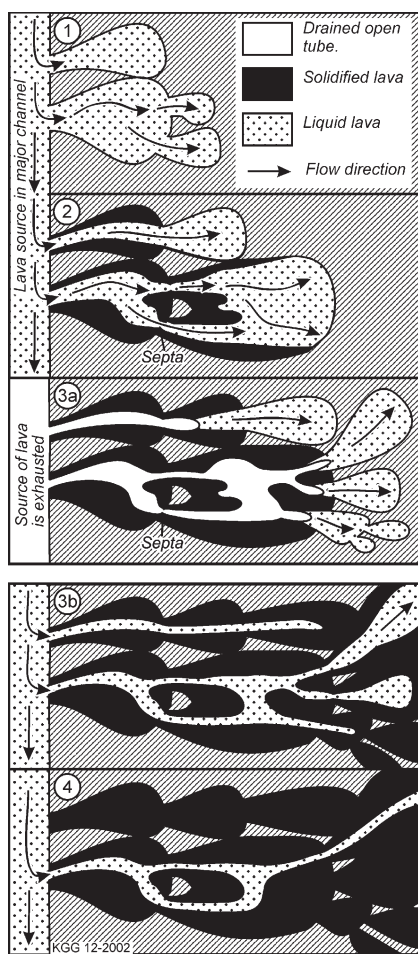 1
Drained open
tube.
Solidified lava
Liquid lava
Flow direction
Lava source in major channel
2
Septa
3a
Source of lava
is exhausted
Septa
3b
4
KGG 12-2002